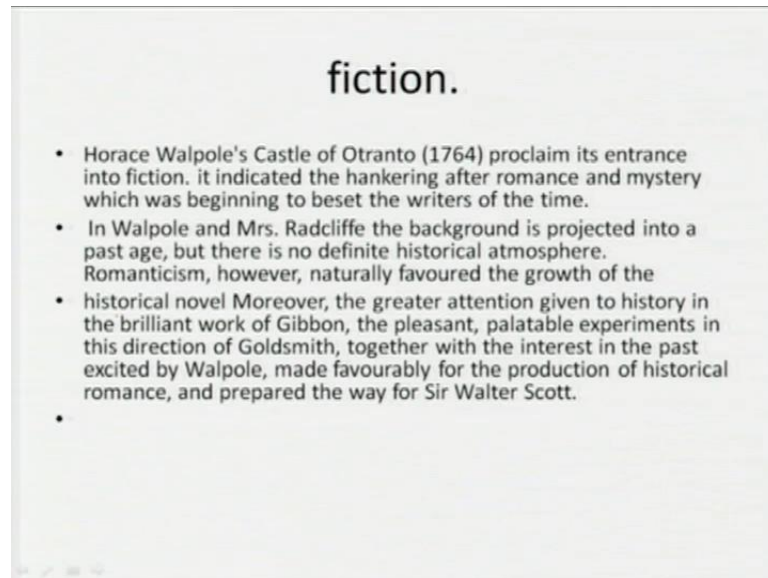 fiction.
• Horace Walpole's Castle of Otranto (1764) proclaim its entrance
into fiction. it indicated the hankering after romance and mystery
which was beginning to beset the writers of the time.
• In Walpole and Mrs. Radcliffe the background is projected into a
past age, but there is no definite historical atmosphere.
Romanticism, however, naturally favoured the growth of the
• historical novel Moreover, the greater attention given to history in
the brilliant work of Gibbon, the pleasant, palatable experiments in
this direction of Goldsmith, together with the interest in the past
excited by Walpole, made favourably for the production of historical
romance, and prepared the way for Sir Walter Scott.
•